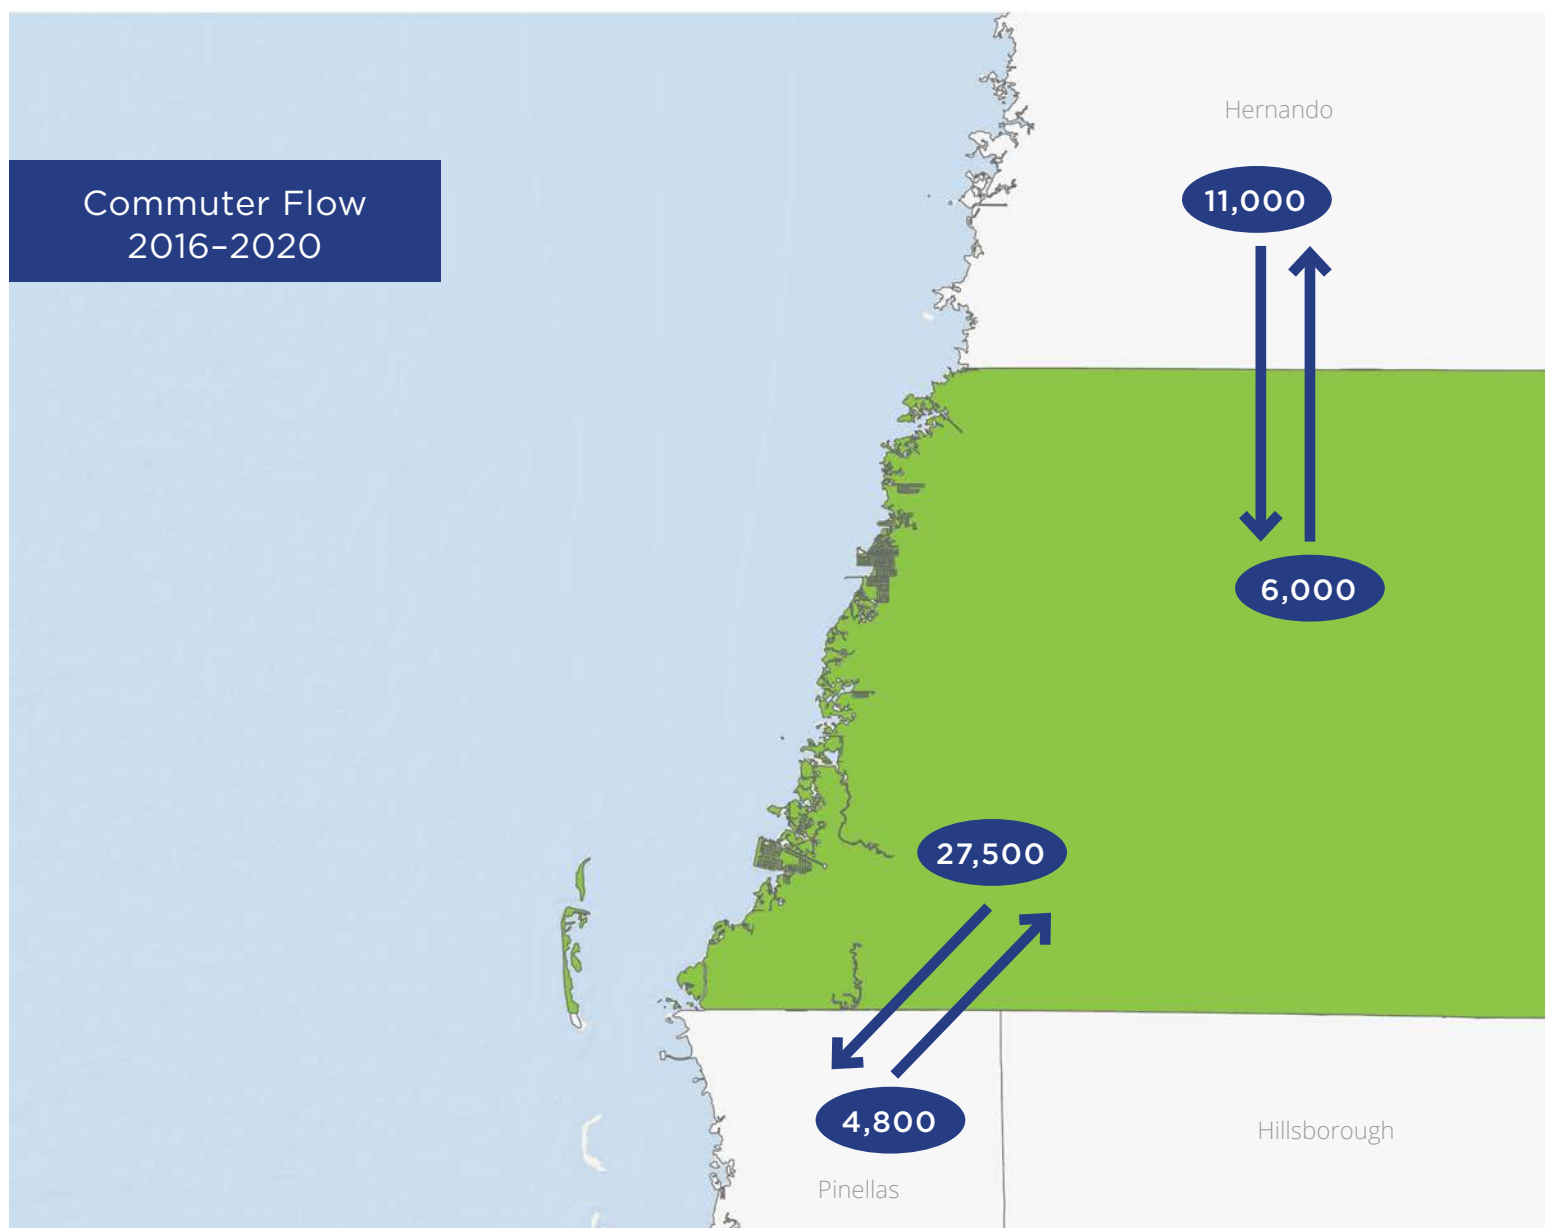 Hernando
Commuter Flow
2016–2020
11,000
6,000
27,500
4,800
Hillsborough
Pinellas